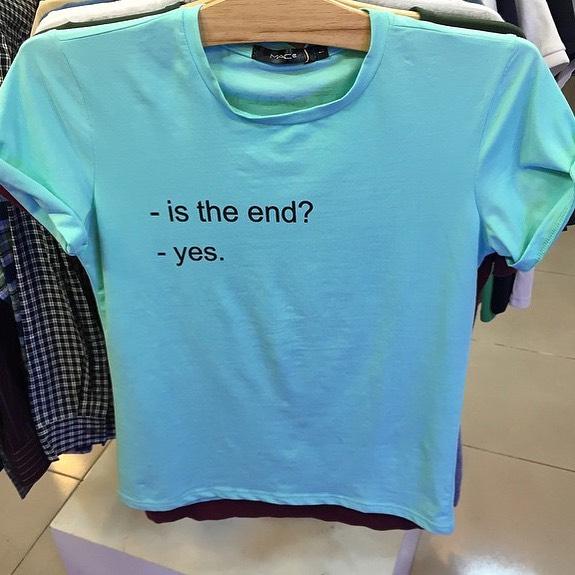 - is the end?
- yes.